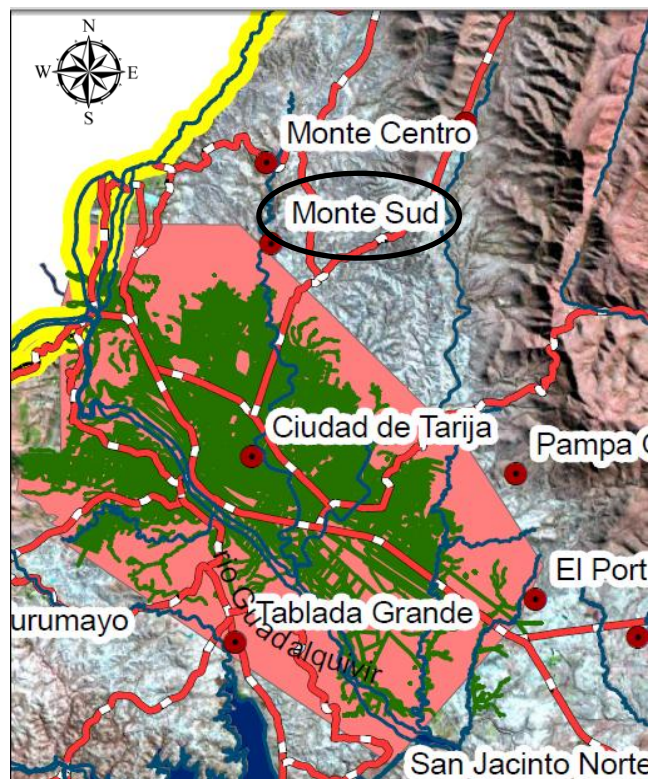 N
W E
S
Monte Centro
Monte Sud
Ciudad de Tarija
Pampa G
El Port
río Guadalquivir
Tablada Grande
urumayo
San Jacinto Norte